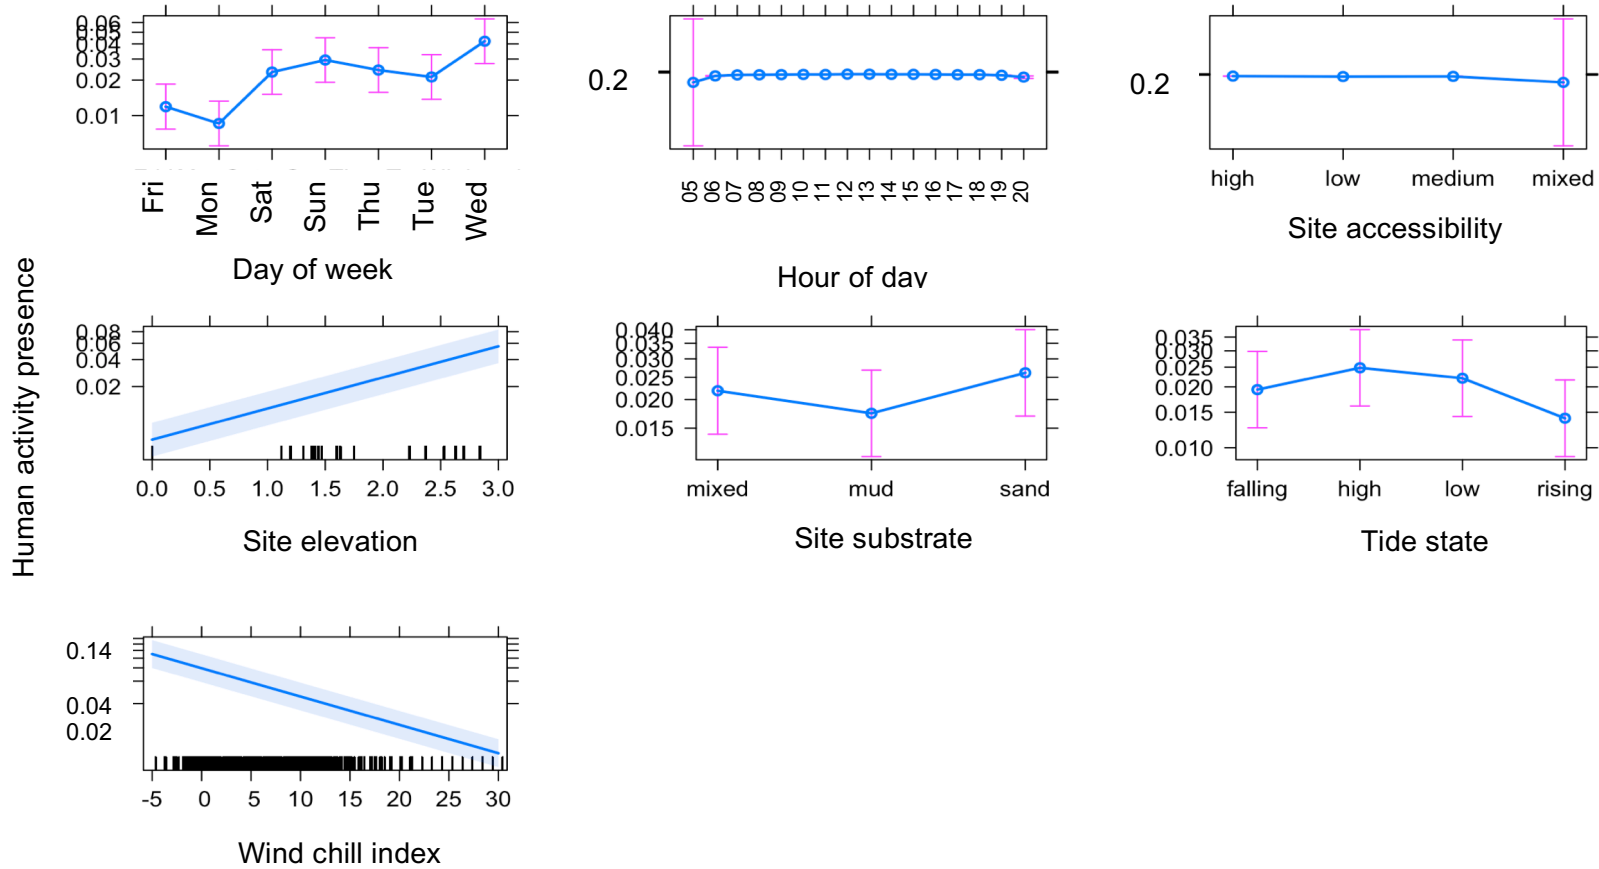 0.06
0.05
0.04
0.03
0.02
0.01
Fri
Mon
Sat
Sun
Thu
Tue
Wed
Day of week
0.2
05
06
07
08
09
10
11
12
13
14
15
16
17
18
19
20
Hour of day
0.2
high low medium mixed
Site accessibility
Human activity presence
0.08
0.06
0.04
0.02
0.0 0.5 1.0 1.5 2.0 2.5 3.0
Site elevation
0.040
0.035
0.030
0.025
0.020
0.015
mixed mud sand
Site substrate
0.035
0.030
0.025
0.020
0.015
0.010
falling high low rising
Tide state
0.14
0.04
0.02
-5 0 5 10 15 20 25 30
Wind chill index